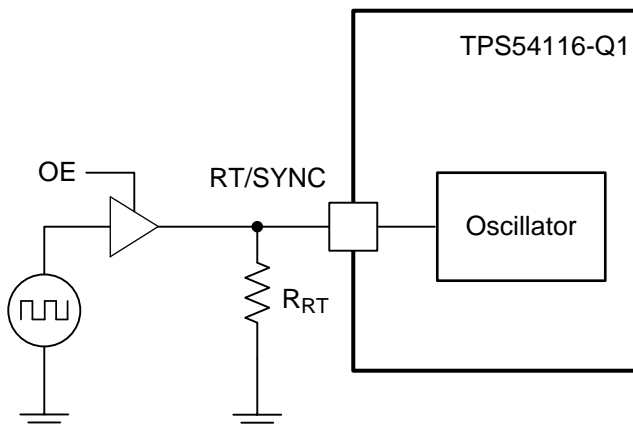 TPS54116-Q1
OE
RT/SYNC
Oscillator
RRT